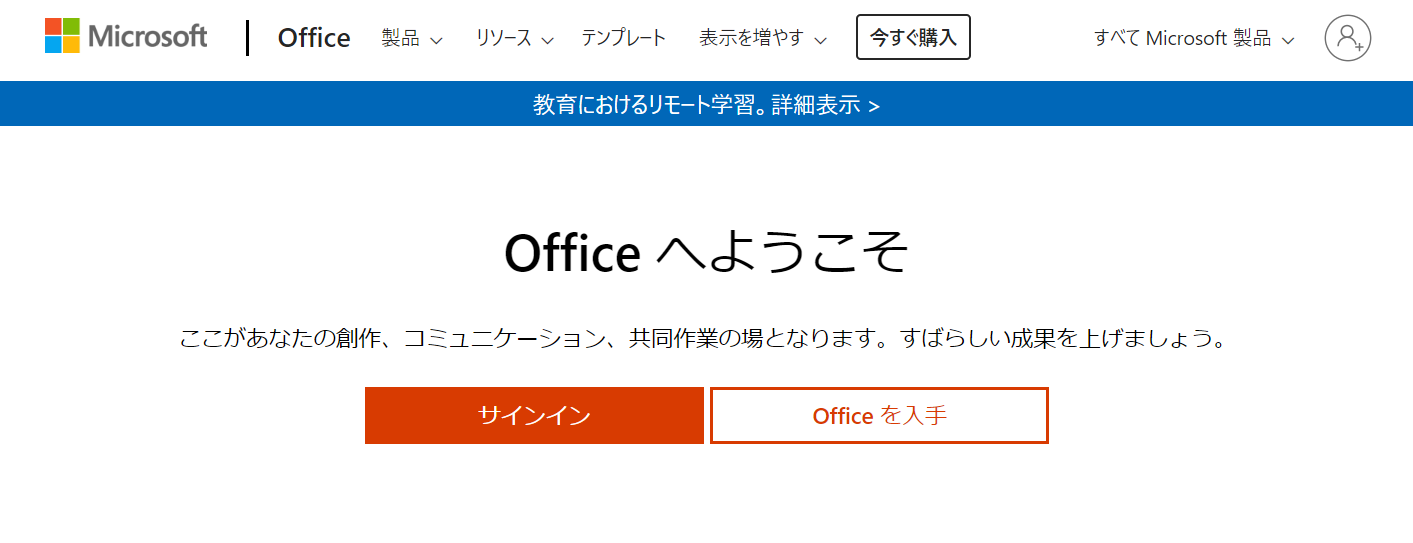 Microsoft Office 製品 リソース テンプレート 表示を増やす 今すぐ購入 すべて Microsoft 製品
教育におけるリモート学習。詳細表示 >
Office へようこそ
ここがあなたの創作、コミュニケーション、共同作業の場となります。すばらしい成果を上げましょう。
サインイン Office を入手